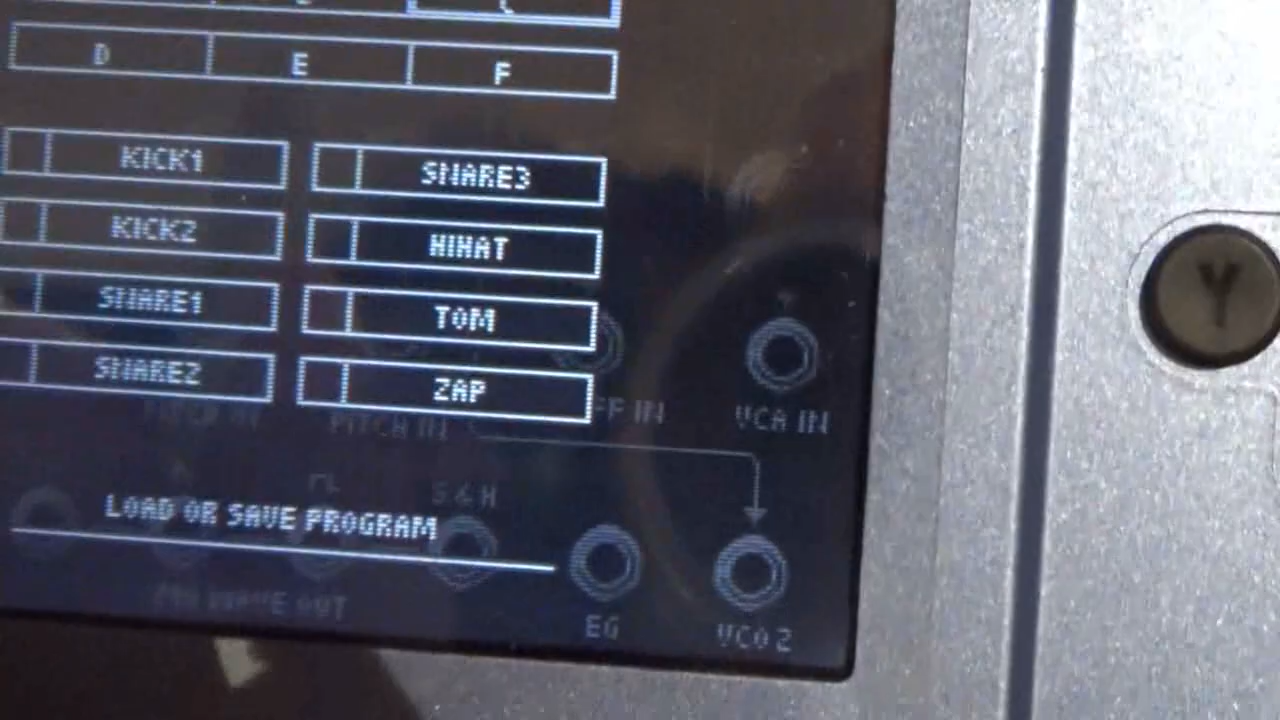 C
D E F
KICK1 SNARE3
KICK2 HIHAT
SNARE1 TOM
SNARE2 ZAP
PITCH IN FF IN VCA IN
S & H
LOAD OR SAVE PROGRAM
OUT
EG VCO 2
Y